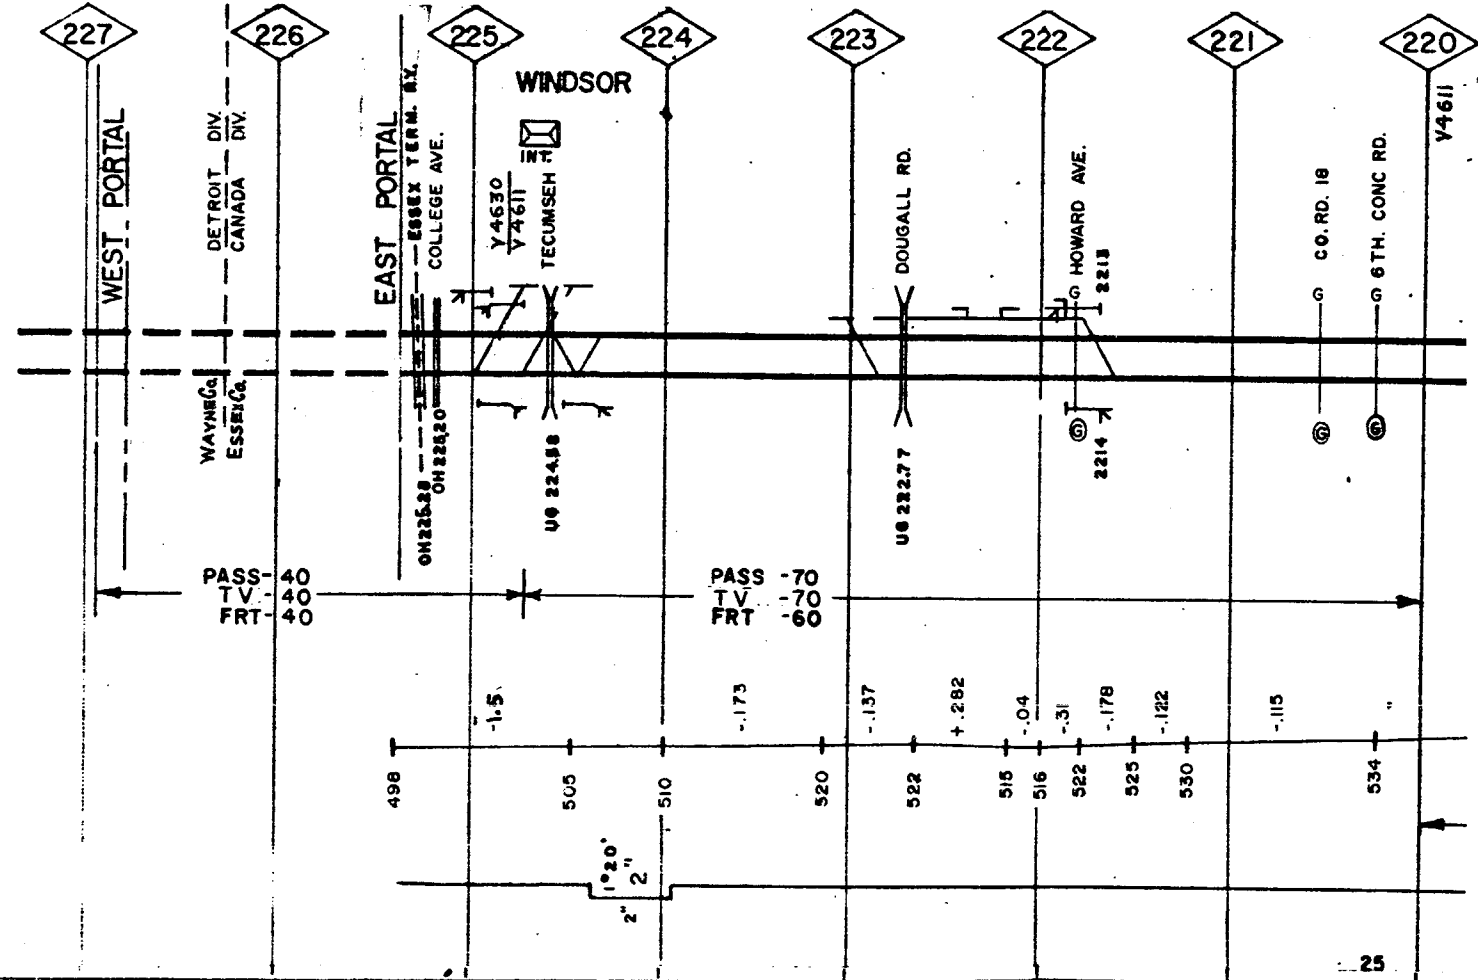 227
226
225
224
223
222
221
220
WINDSOR
INT.
WEST PORTAL
DETROIT DIV.
CANADA DIV.
EAST PORTAL
ESSEX TERM. RY.
COLLEGE AVE.
Y4630
Y4611
TECUMSEH
DOUGALL RD.
G HOWARD AVE.
2213
G CO. RD. 18
G 6TH. CONC RD.
Y4611
WAYNE Co.
ESSEX Co.
OH 225.28
OH 225.20
UG 224.58
UG 222.77
G
2214
G
G
PASS-40
TV -40
FRT-40
PASS -70
TV -70
FRT -60
-1.5
-.173
-.137
+.282
-.04
-.31
-.178
-.122
-.115
498
505
510
520
522
515
516
522
525
530
534
1°20'
2"
2"
25